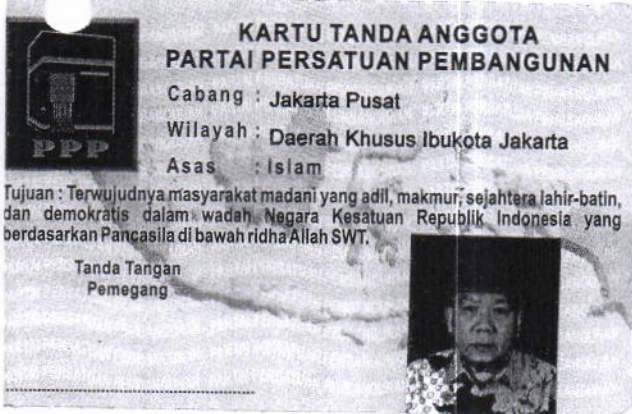 KARTU TANDA ANGGOTA
PARTAI PERSATUAN PEMBANGUNAN
PPP
Cabang : Jakarta Pusat
Wilayah : Daerah Khusus Ibukota Jakarta
Asas : Islam
Tujuan : Terwujudnya masyarakat madani yang adil, makmur, sejahtera lahir-batin,
dan demokratis dalam wadah Negara Kesatuan Republik Indonesia yang
berdasarkan Pancasila di bawah ridha Allah SWT.
Tanda Tangan
Pemegang